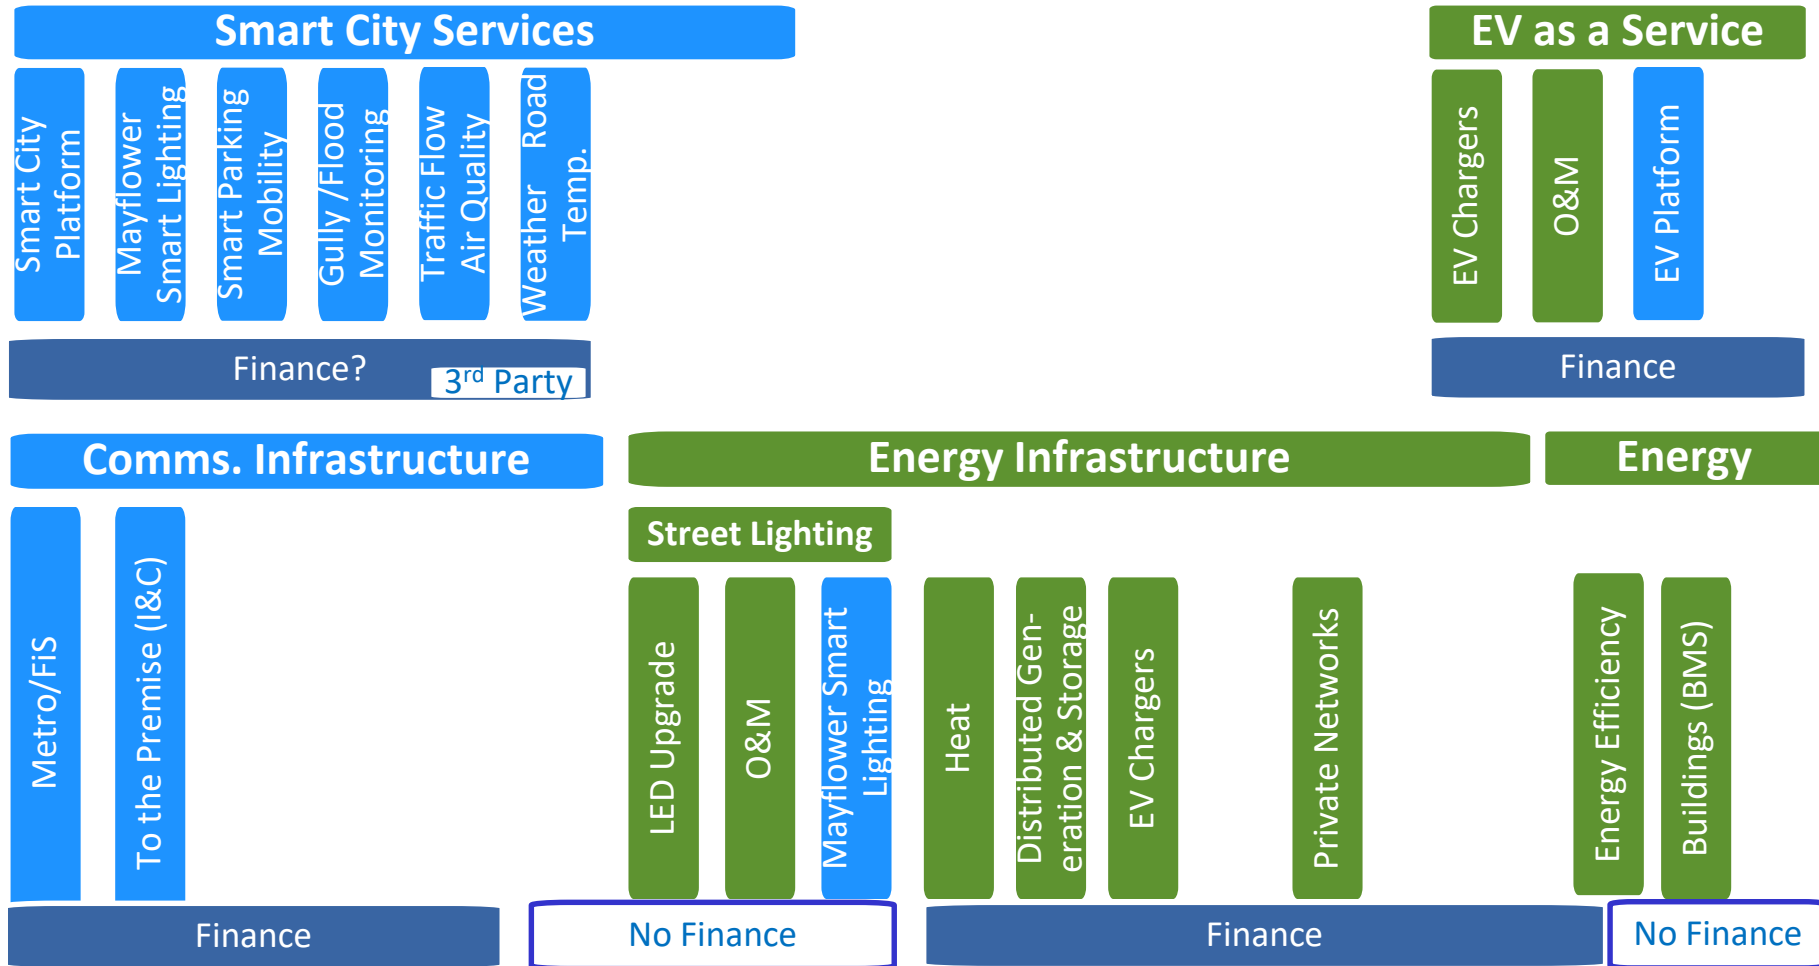 Smart City Services
EV as a Service
Smart City
Platform
Mayflower
Smart Lighting
Smart Parking
Mobility
Gully /Flood
Monitoring
Traffic Flow
Air Quality
Weather Road
Temp.
EV Chargers
O&M
EV Platform
Finance?
3rd Party
Finance
Comms. Infrastructure
Energy Infrastructure
Energy
Street Lighting
Metro/FiS
To the Premise (I&C)
LED Upgrade
O&M
Mayflower Smart
Lighting
Heat
Distributed Gen-
eration & Storage
EV Chargers
Private Networks
Energy Efficiency
Buildings (BMS)
Finance
No Finance
Finance
No Finance